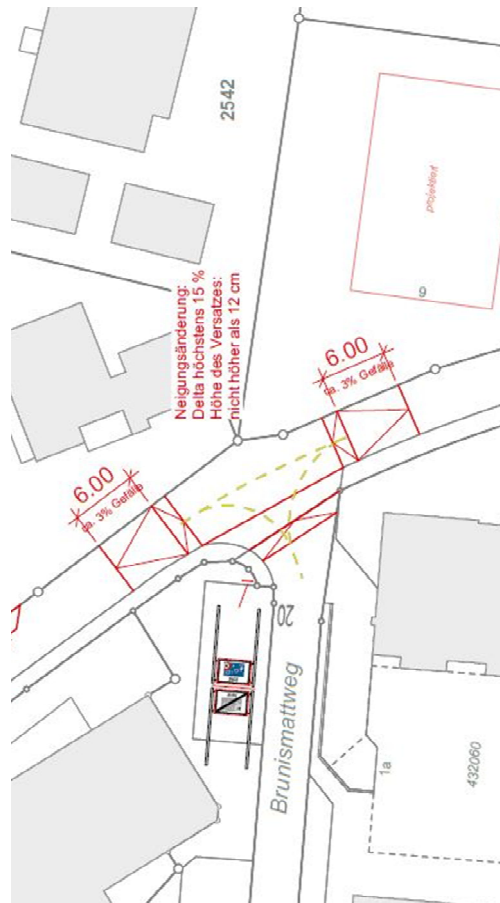 2542
projektiert
9
Neigungsänderung:
Delta höchstens 15 %
Höhe des Versatzes:
nicht höher als 12 cm
6.00
ca. 3% Gefälle
6.00
ca. 3% Gefälle
20
Brunismattweg
1a
432060